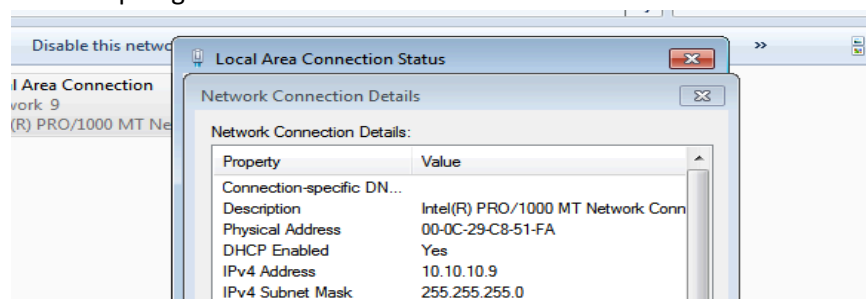 Disable this netwo
»
Local Area Connection Status
l Area Connection
vork 9
(R) PRO/1000 MT Ne
Network Connection Details
Network Connection Details:
Property Value
Connection-specific DN...
Description Intel(R) PRO/1000 MT Network Conn
Physical Address 00-0C-29-C8-51-FA
DHCP Enabled Yes
IPv4 Address 10.10.10.9
IPv4 Subnet Mask 255.255.255.0